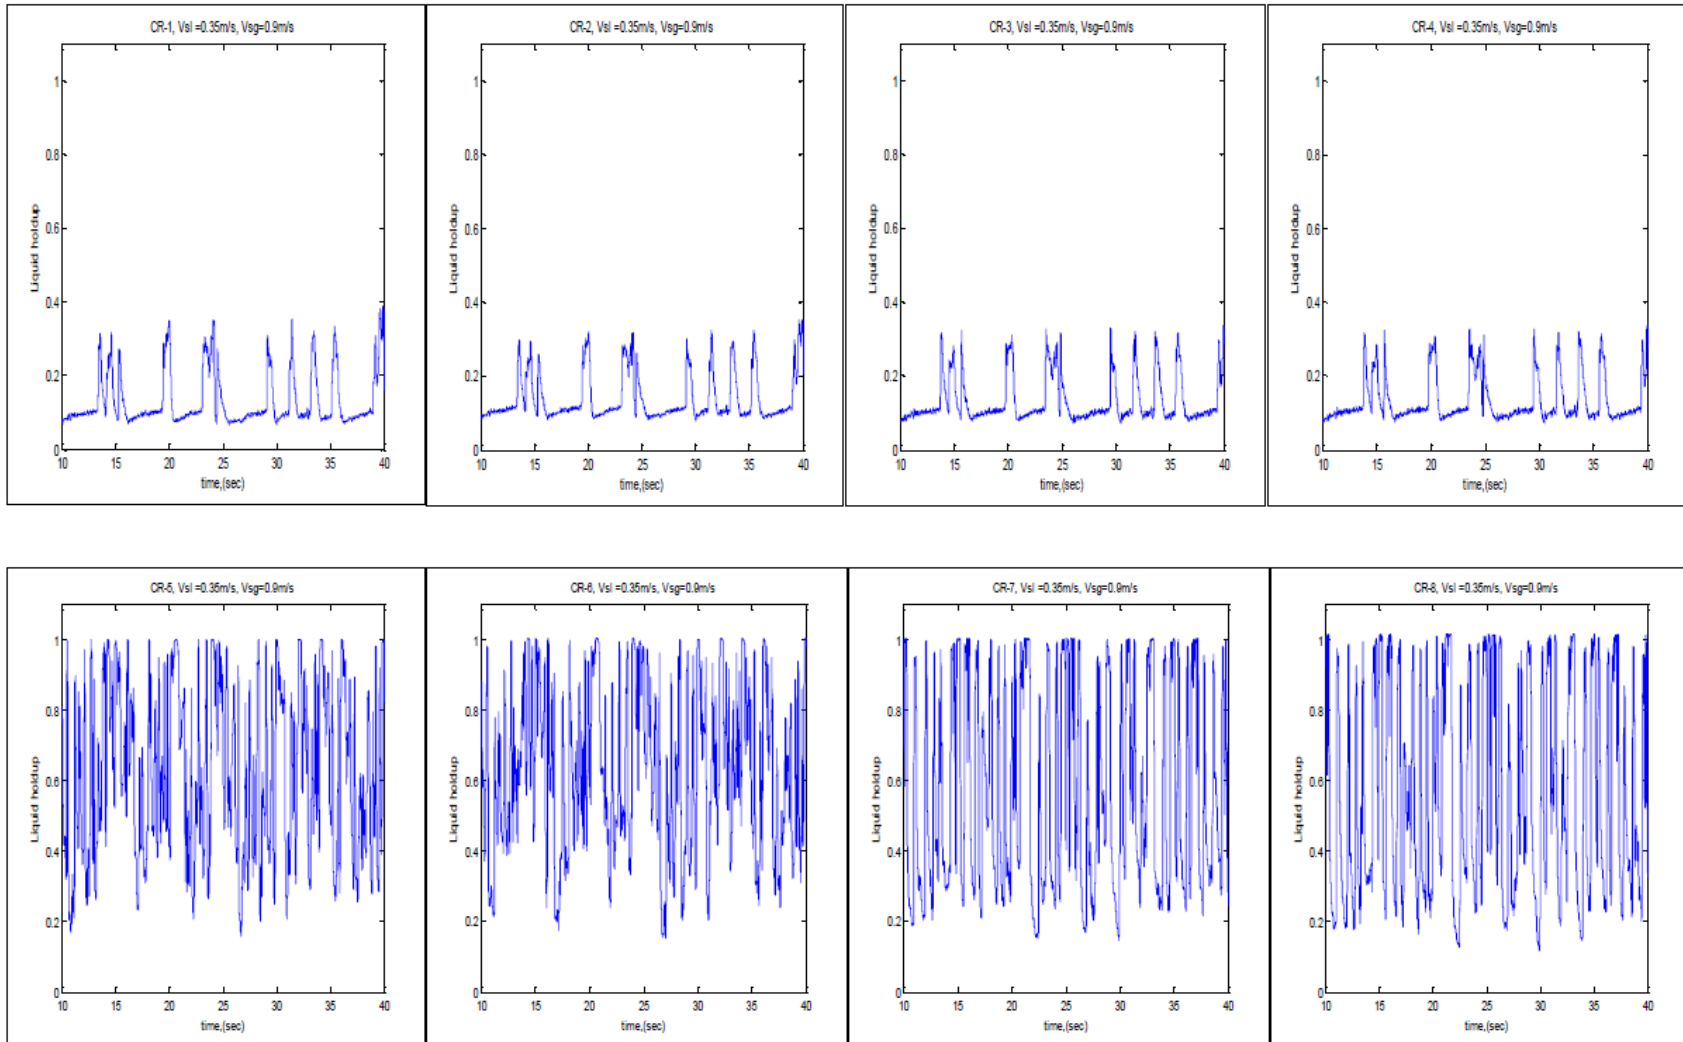 CR-1, Vsl =0.35m/s, Vsg=0.9m/s
1
0.8
0.6
0.4
0.2
0
Liquid holdup
10 15 20 25 30 35 40
time,(sec)
CR-2, Vsl =0.35m/s, Vsg=0.9m/s
1
0.8
0.6
0.4
0.2
0
Liquid holdup
10 15 20 25 30 35 40
time,(sec)
CR-3, Vsl =0.35m/s, Vsg=0.9m/s
1
0.8
0.6
0.4
0.2
0
Liquid holdup
10 15 20 25 30 35 40
time,(sec)
CR-4, Vsl =0.35m/s, Vsg=0.9m/s
1
0.8
0.6
0.4
0.2
0
Liquid holdup
10 15 20 25 30 35 40
time,(sec)
CR-5, Vsl =0.35m/s, Vsg=0.9m/s
1
0.8
0.6
0.4
0.2
0
Liquid holdup
10 15 20 25 30 35 40
time,(sec)
CR-6, Vsl =0.35m/s, Vsg=0.9m/s
1
0.8
0.6
0.4
0.2
0
Liquid holdup
10 15 20 25 30 35 40
time,(sec)
CR-7, Vsl =0.35m/s, Vsg=0.9m/s
1
0.8
0.6
0.4
0.2
0
Liquid holdup
10 15 20 25 30 35 40
time,(sec)
CR-8, Vsl =0.35m/s, Vsg=0.9m/s
1
0.8
0.6
0.4
0.2
0
Liquid holdup
10 15 20 25 30 35 40
time,(sec)